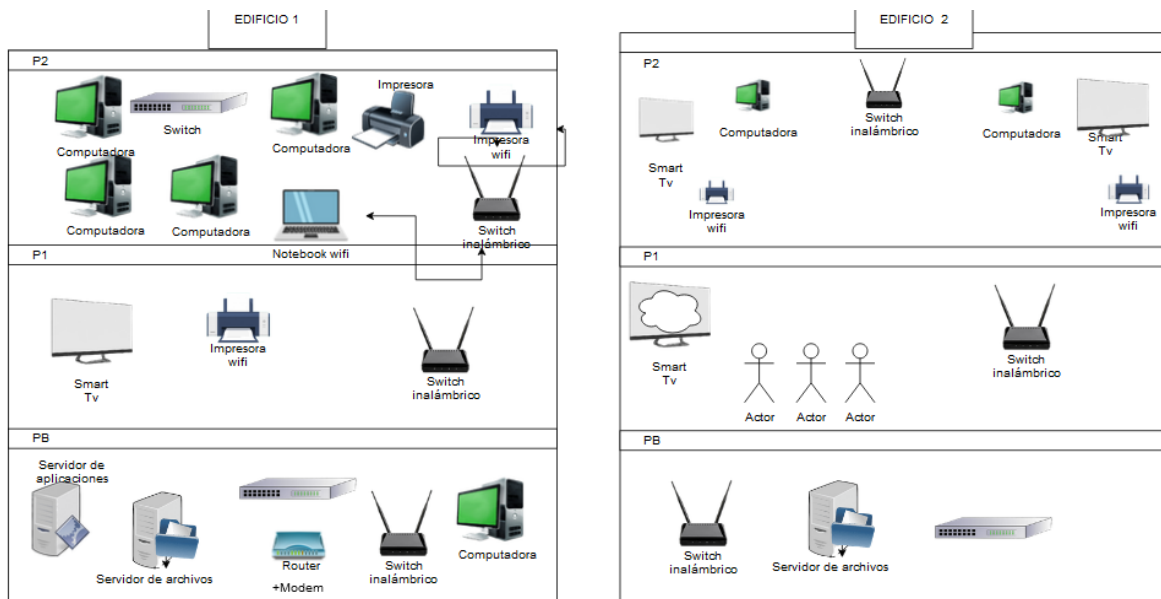 EDIFICIO 1
P2
Computadora
Switch
Computadora
Impresora
Impresora
wifi
Computadora
Computadora
Notebook wifi
Switch
inalámbrico
P1
Smart
Tv
Impresora
wifi
Switch
inalámbrico
PB
Servidor de
aplicaciones
Servidor de archivos
Router
+Modem
Switch
inalámbrico
Computadora
EDIFICIO 2
P2
Smart
Tv
Computadora
Switch
inalámbrico
Computadora
Smart
Tv
Impresora
wifi
Impresora
wifi
P1
Smart
Tv
Actor
Actor
Actor
Switch
inalámbrico
PB
Switch
inalámbrico
Servidor de archivos